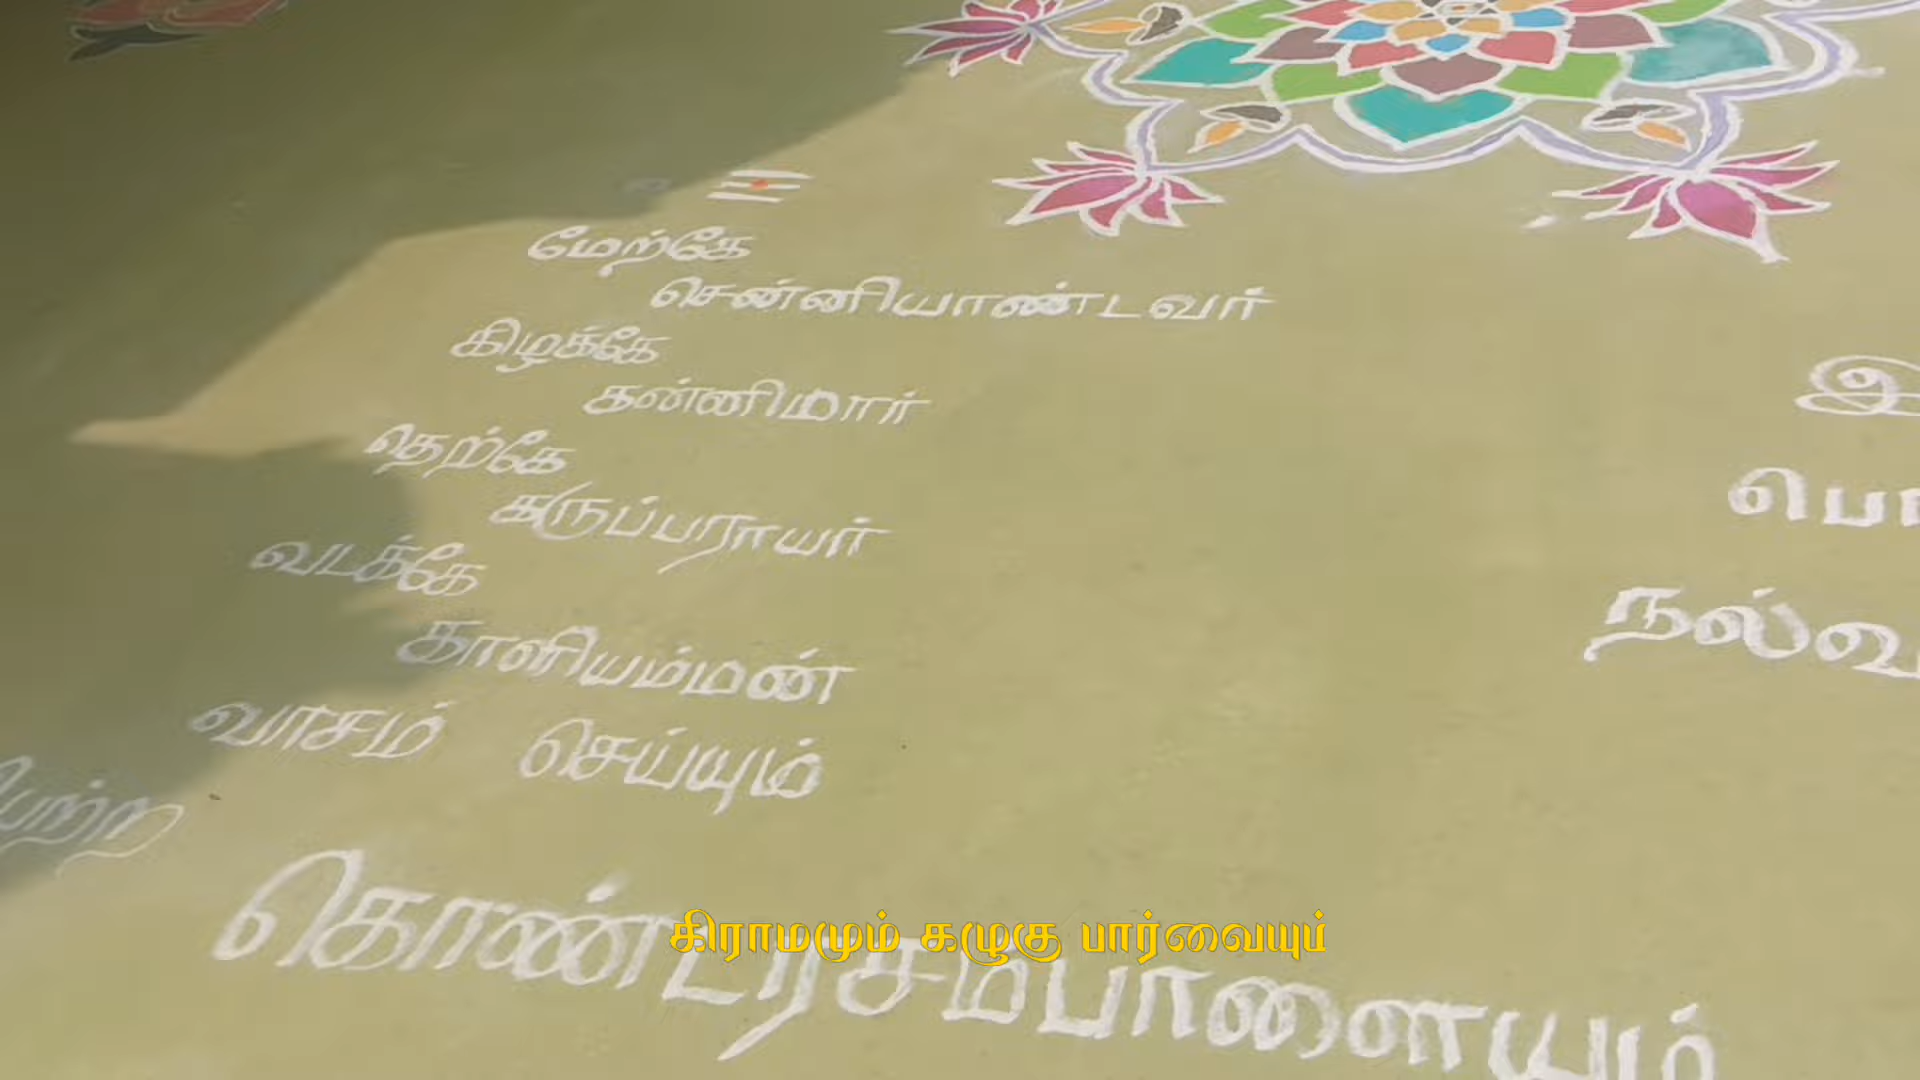 மேற்கே
சென்னியாண்டவர்
கிழக்கே
கன்னிமார்
தெற்கே
கருப்பராயர்
வடக்கே
காளியம்மன்
வாசம் செய்யும்
கொண்டரசம்பாளையும்
கிராமமும் கழுகு பார்வையும்